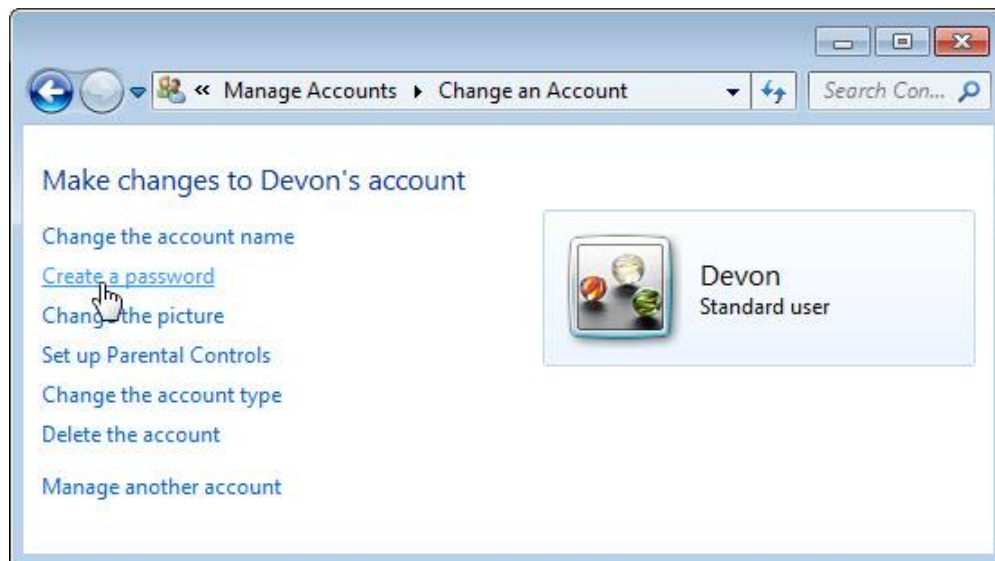 « Manage Accounts ▸ Change an Account
Search Con...
Make changes to Devon's account
Change the account name
Create a password
Change the picture
Set up Parental Controls
Change the account type
Delete the account
Manage another account
Devon
Standard user